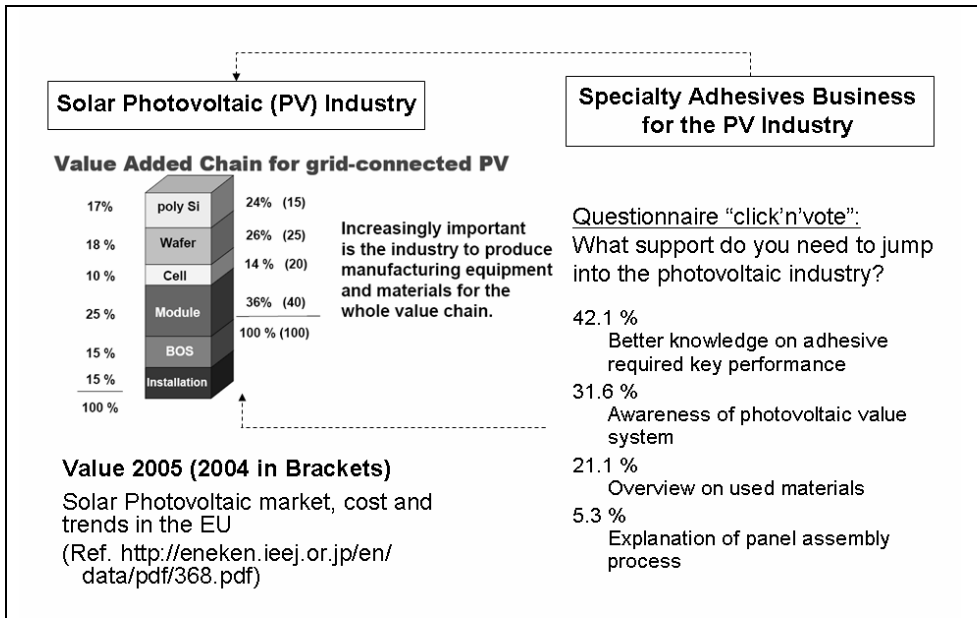 Solar Photovoltaic (PV) Industry
Value Added Chain for grid-connected PV
17%
poly Si
24% (15)
18 %
Wafer
26% (25)
10 %
Cell
14 % (20)
25 %
Module
36% (40)
100 % (100)
15 %
BOS
15 %
Installation
100 %
Increasingly important
is the industry to produce
manufacturing equipment
and materials for the
whole value chain.
Value 2005 (2004 in Brackets)
Solar Photovoltaic market, cost and
trends in the EU
(Ref. http://eneken.ieej.or.jp/en/
data/pdf/368.pdf)
Specialty Adhesives Business
for the PV Industry
Questionnaire “click’n’vote”:
What support do you need to jump
into the photovoltaic industry?
42.1 %
Better knowledge on adhesive
required key performance
31.6 %
Awareness of photovoltaic value
system
21.1 %
Overview on used materials
5.3 %
Explanation of panel assembly
process